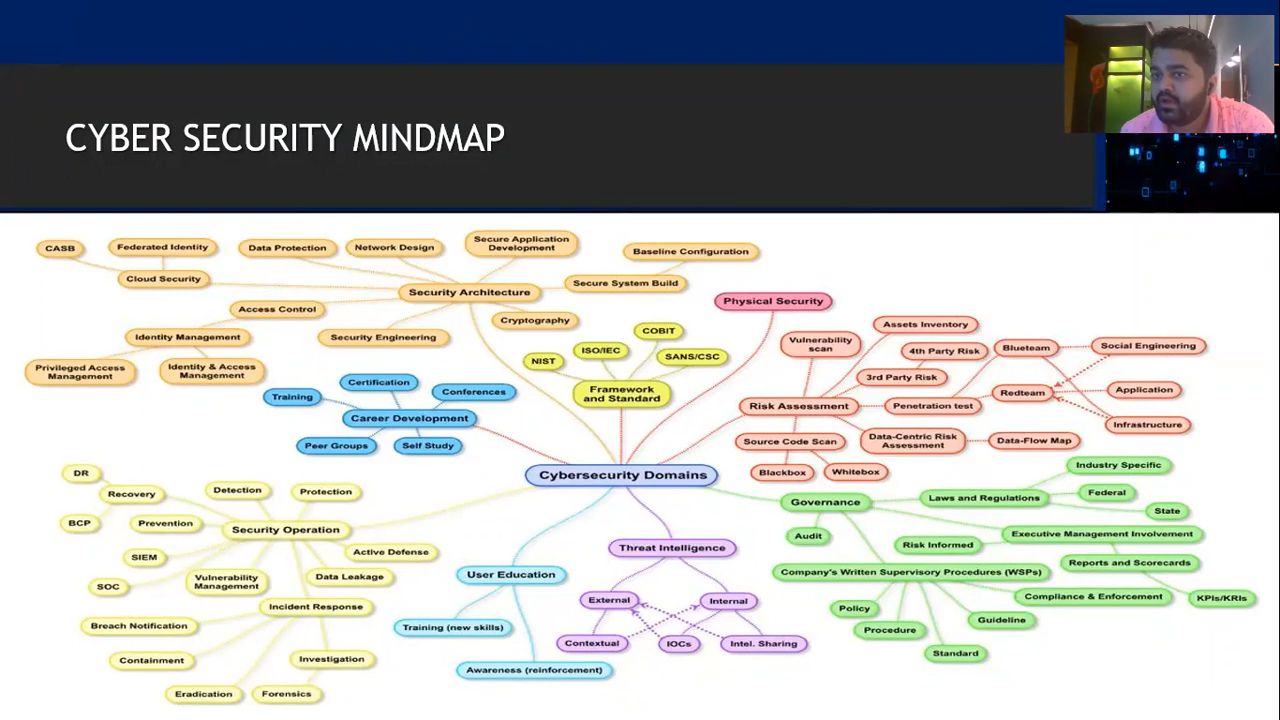 CYBER SECURITY MINDMAP
CASB
Federated Identity
Cloud Security
Data Protection
Network Design
Secure Application
Development
Baseline Configuration
Secure System Build
Security Architecture
Access Control
Cryptography
Security Engineering
Identity Management
Privileged Access
Management
Identity & Access
Management
Physical Security
COBIT
ISO/IEC
NIST
SANS/CSC
Framework
and Standard
Certification
Training
Conferences
Career Development
Peer Groups
Self Study
Vulnerability
scan
Assets Inventory
4th Party Risk
3rd Party Risk
Blueteam
Social Engineering
Redteam
Application
Infrastructure
Risk Assessment
Penetration test
Source Code Scan
Data-Centric Risk
Assessment
Data-Flow Map
Blackbox
Whitebox
Cybersecurity Domains
DR
Recovery
BCP
Detection
Protection
Prevention
Security Operation
SIEM
Active Defense
SOC
Vulnerability
Management
Data Leakage
Incident Response
Breach Notification
Containment
Investigation
Eradication
Forensics
User Education
Training (new skills)
Awareness (reinforcement)
Threat Intelligence
External
Internal
Contextual
IOCs
Intel. Sharing
Governance
Laws and Regulations
Industry Specific
Federal
State
Audit
Executive Management Involvement
Risk Informed
Reports and Scorecards
KPIs/KRIs
Company's Written Supervisory Procedures (WSPs)
Compliance & Enforcement
Policy
Procedure
Guideline
Standard